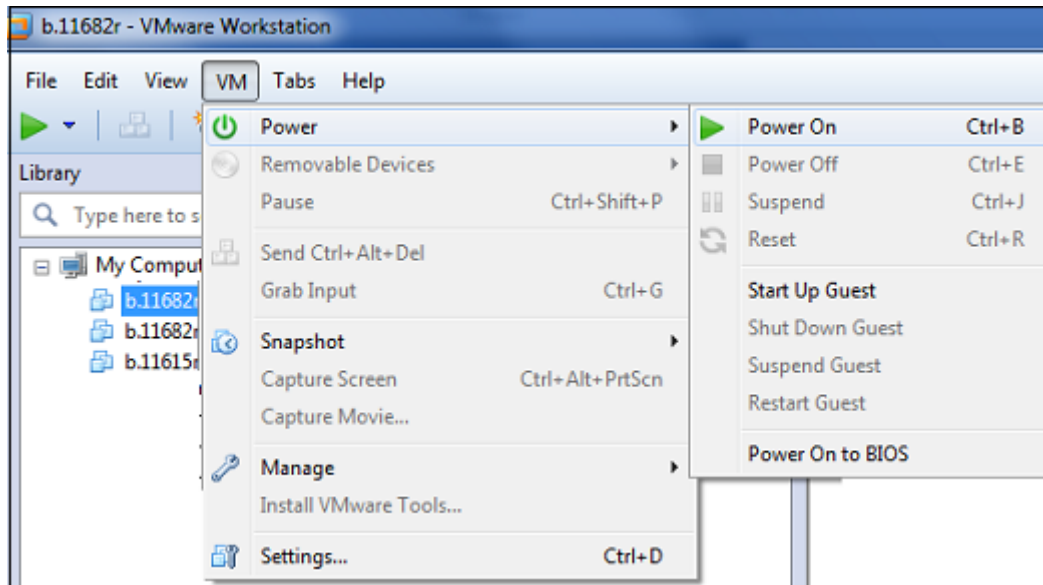 b.11682r - VMware Workstation
File Edit View VM Tabs Help
Power
Removable Devices
Pause Ctrl+Shift+P
Send Ctrl+Alt+Del
Grab Input Ctrl+G
Snapshot
Capture Screen Ctrl+Alt+PrtScn
Capture Movie...
Manage
Install VMware Tools...
Settings... Ctrl+D
Power On Ctrl+B
Power Off Ctrl+E
Suspend Ctrl+J
Reset Ctrl+R
Start Up Guest
Shut Down Guest
Suspend Guest
Restart Guest
Power On to BIOS
Library
Type here to s
My Comput
b.11682r
b.11682r
b.11615r